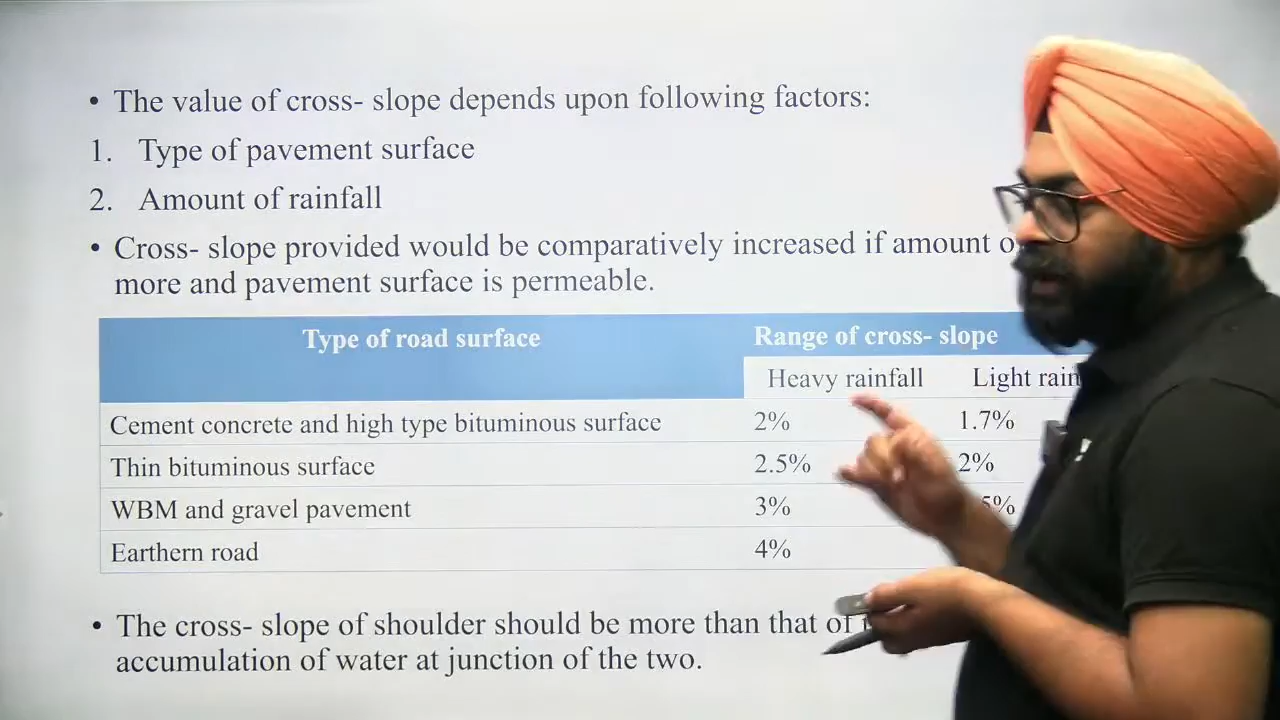 • The value of cross- slope depends upon following factors:
1. Type of pavement surface
2. Amount of rainfall
• Cross- slope provided would be comparatively increased if amount
more and pavement surface is permeable.
Type of road surface Range of cross- slope
Heavy rainfall Light
Cement concrete and high type bituminous surface 2% 1.7%
Thin bituminous surface 2.5% 2%
WBM and gravel pavement 3%
Earthern road 4%
• The cross- slope of shoulder should be more than that of
accumulation of water at junction of the two.